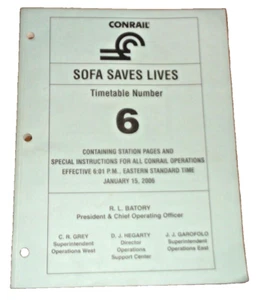 CONRAIL
SOFA SAVES LIVES
Timetable Number
6
CONTAINING STATION PAGES AND
SPECIAL INSTRUCTIONS FOR ALL CONRAIL OPERATIONS
EFFECTIVE 6:01 P.M., EASTERN STANDARD TIME
JANUARY 15, 2006
R. L. BATORY
President & Chief Operating Officer
C. H. GREY
Superintendent
Operations West
D. J. HEGARTY
Director
Operations
Support Center
J. J. GAROFOLO
Superintendent
Operations East